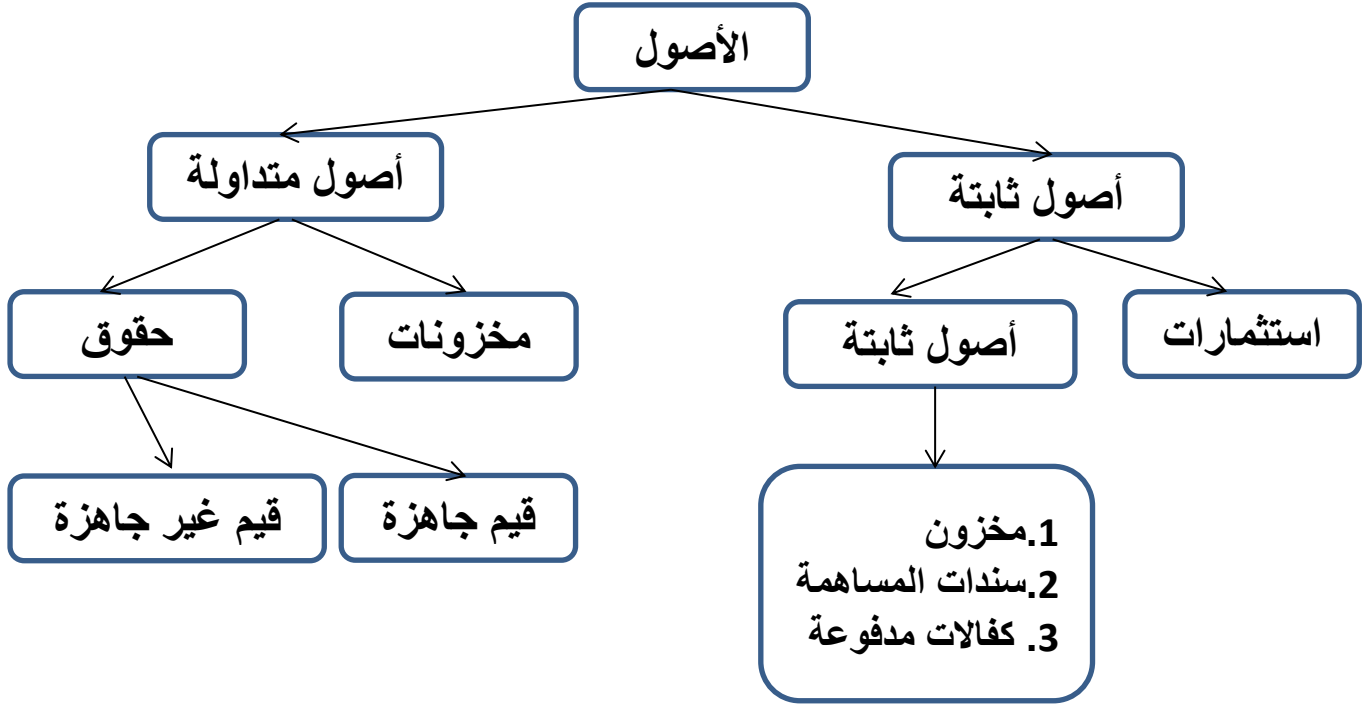 الأصول
أصول ثابتة
أصول متداولة
استثمارات
أصول ثابتة
مخزونات
حقوق
1.مخزون
2.سندات المساهمة
3. كفالات مدفوعة
قيم جاهزة
قيم غير جاهزة